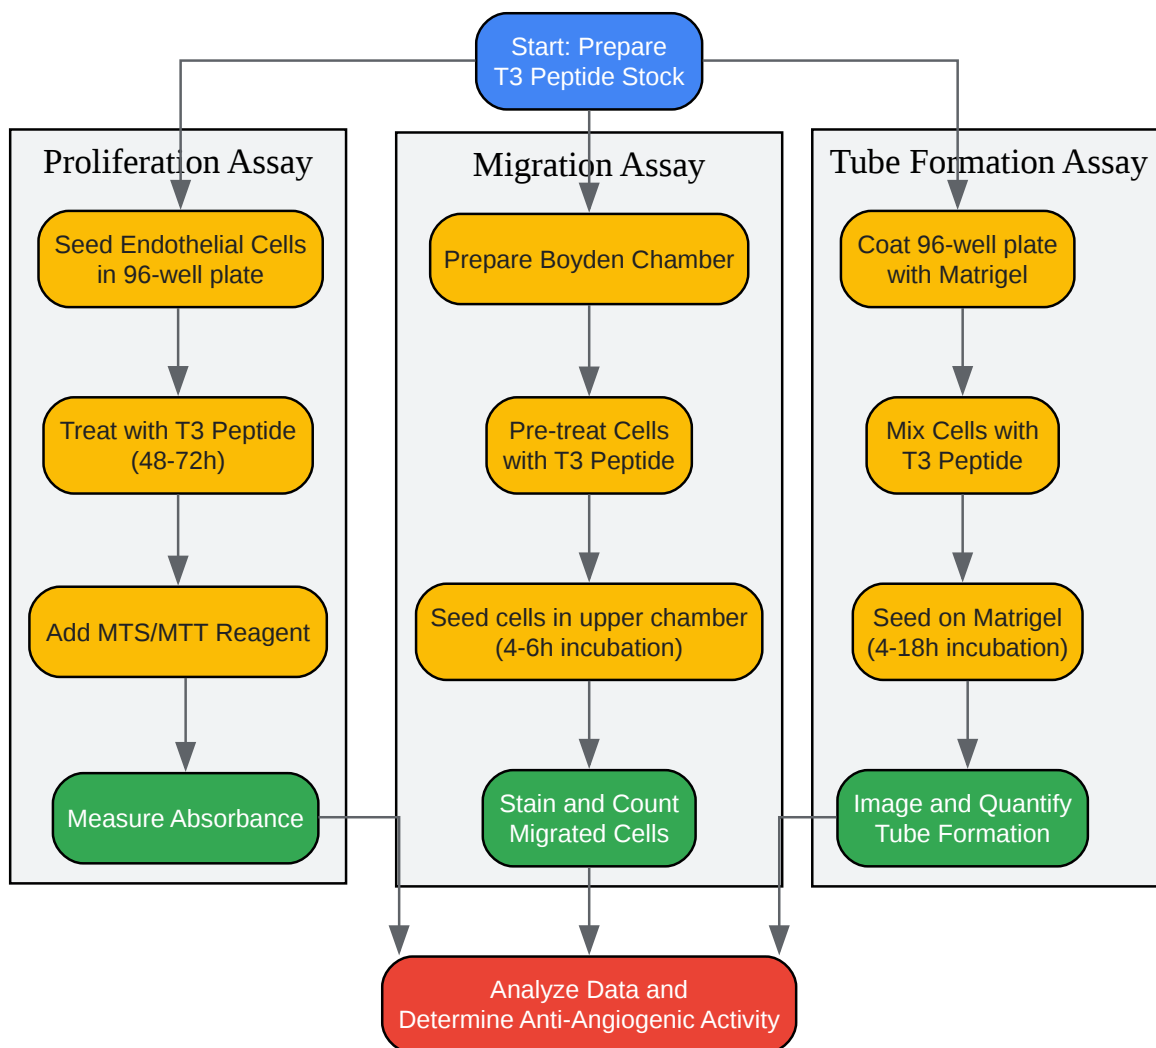 Start: Prepare
T3 Peptide Stock
Proliferation Assay
Seed Endothelial Cells
in 96-well plate
Treat with T3 Peptide
(48-72h)
Add MTS/MTT Reagent
Measure Absorbance
Migration Assay
Prepare Boyden Chamber
Pre-treat Cells
with T3 Peptide
Seed cells in upper chamber
(4-6h incubation)
Stain and Count
Migrated Cells
Tube Formation Assay
Coat 96-well plate
with Matrigel
Mix Cells with
T3 Peptide
Seed on Matrigel
(4-18h incubation)
Image and Quantify
Tube Formation
Analyze Data and
Determine Anti-Angiogenic Activity